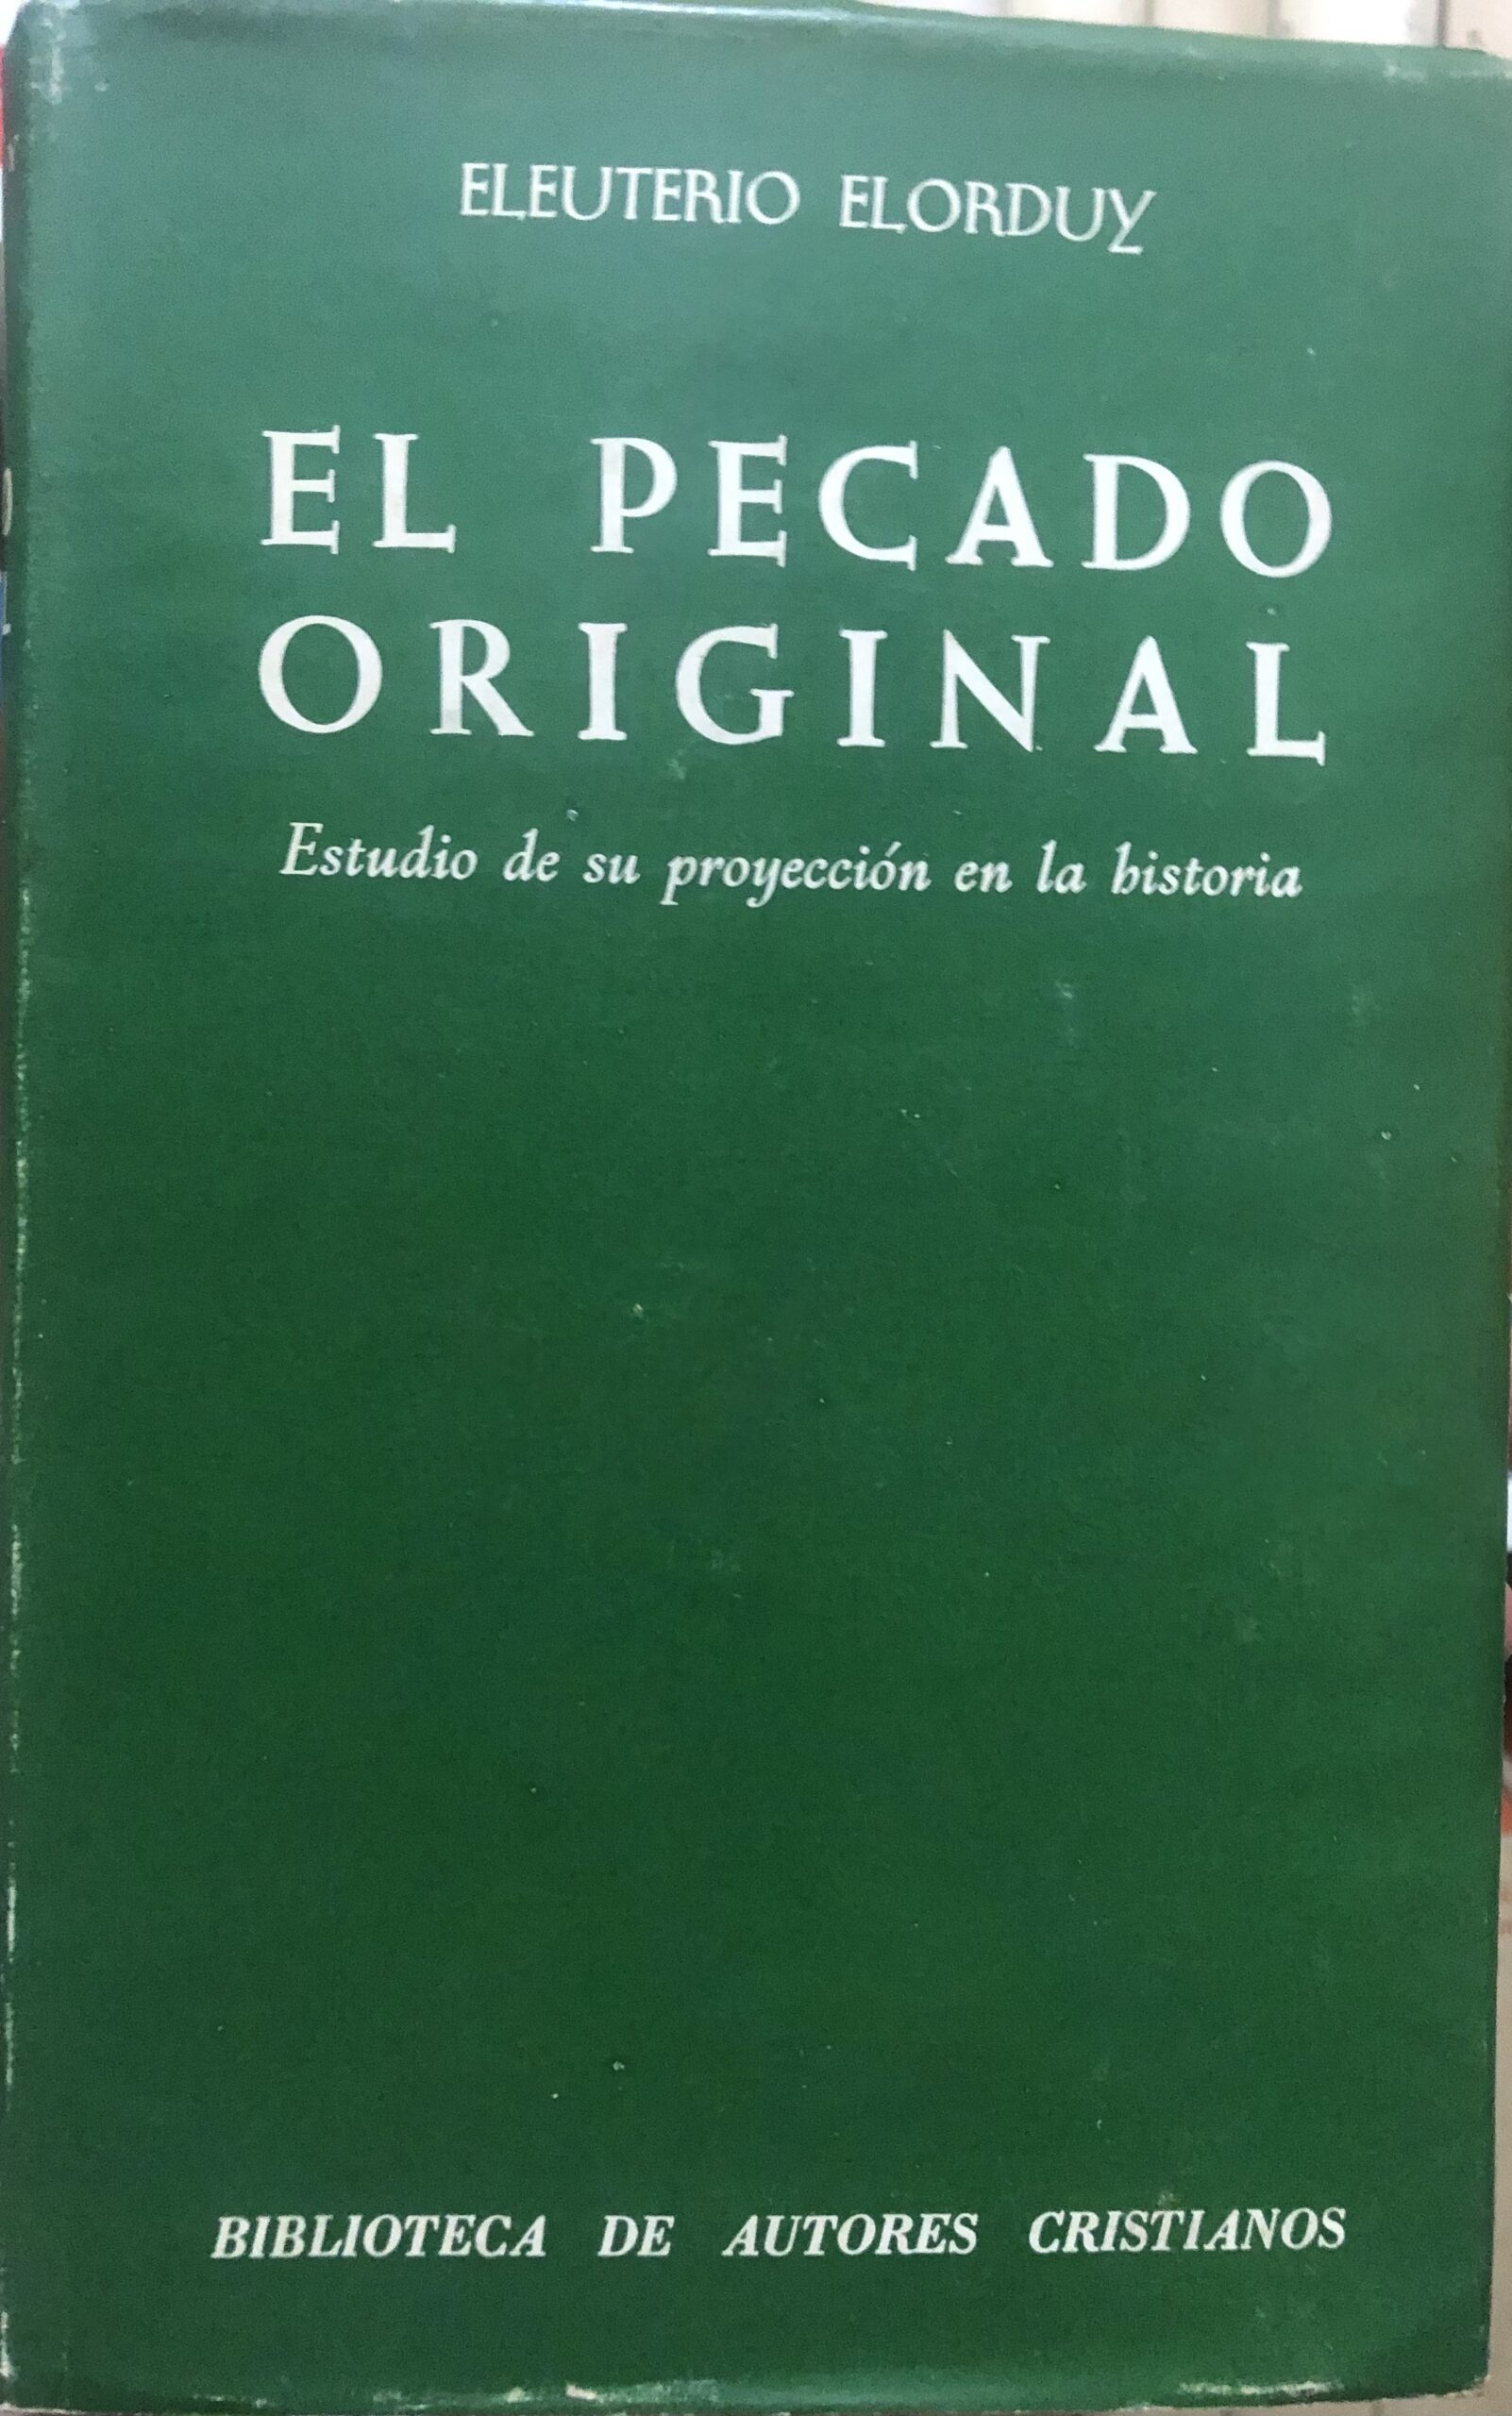 ELEUTERIO ELORDUY
EL PECADO
ORIGINAL
Estudio de su proyección en la historia
BIBLIOTECA DE AUTORES CRISTIANOS